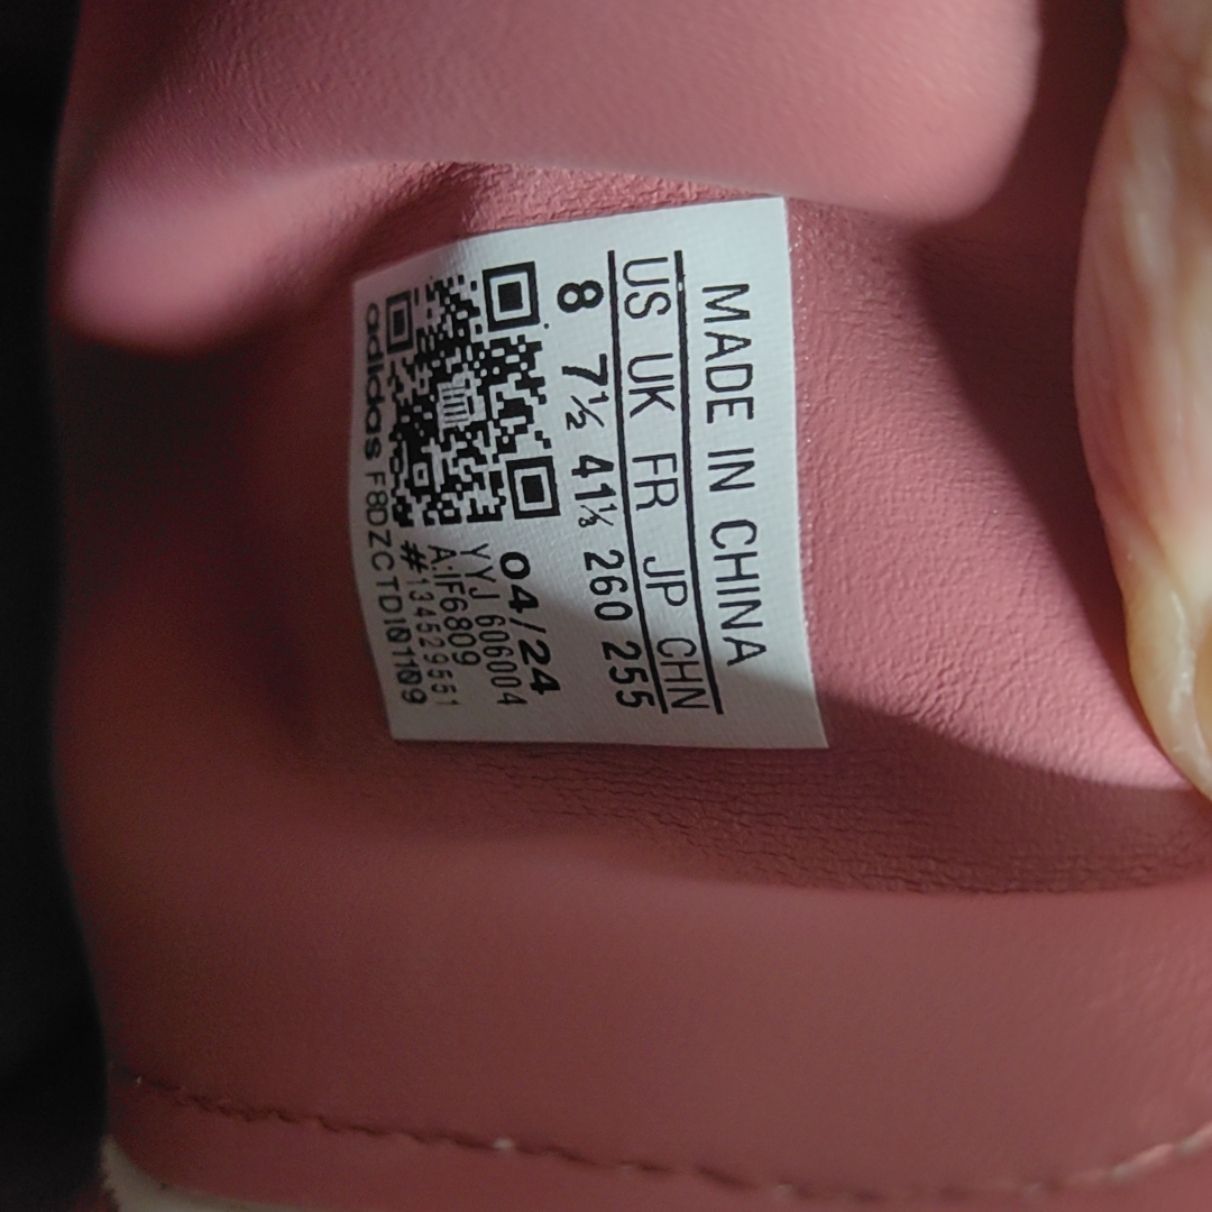 MADE IN CHINA
US UK FR JP CHN
8 7½ 41⅓ 260 255
04/24
YYJ 606004
A.IF6809
#134529551
adidas F8DZCTD101109